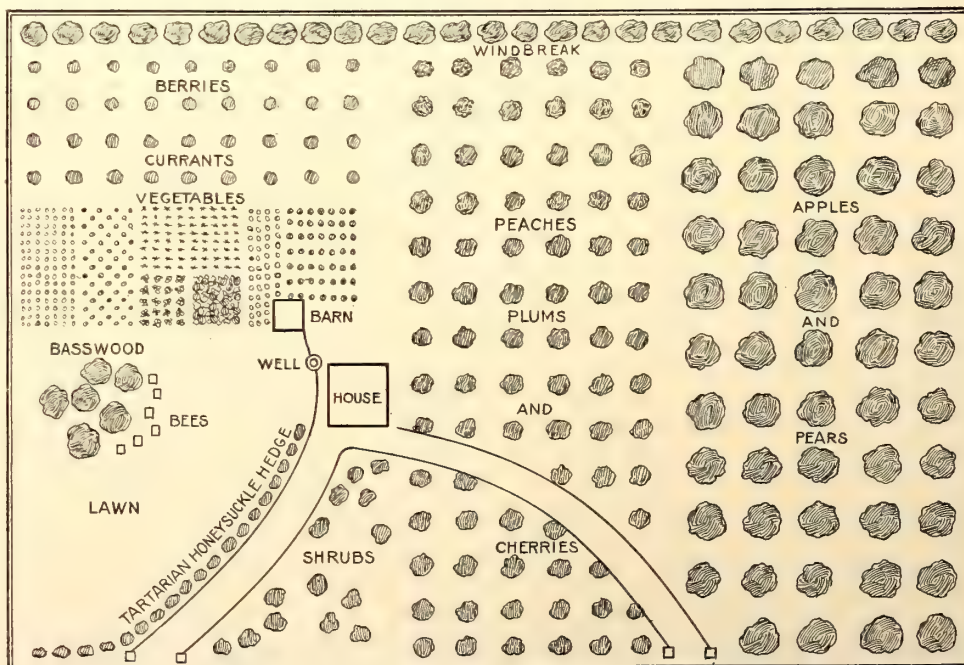 WINDBREAK
BERRIES
CURRANTS
VEGETABLES
BARN
WELL
HOUSE
BASSWOOD
BEES
LAWN
TARTARIAN HONEYSUCKLE HEDGE
SHRUBS
PEACHES
PLUMS
AND
CHERRIES
APPLES
AND
PEARS